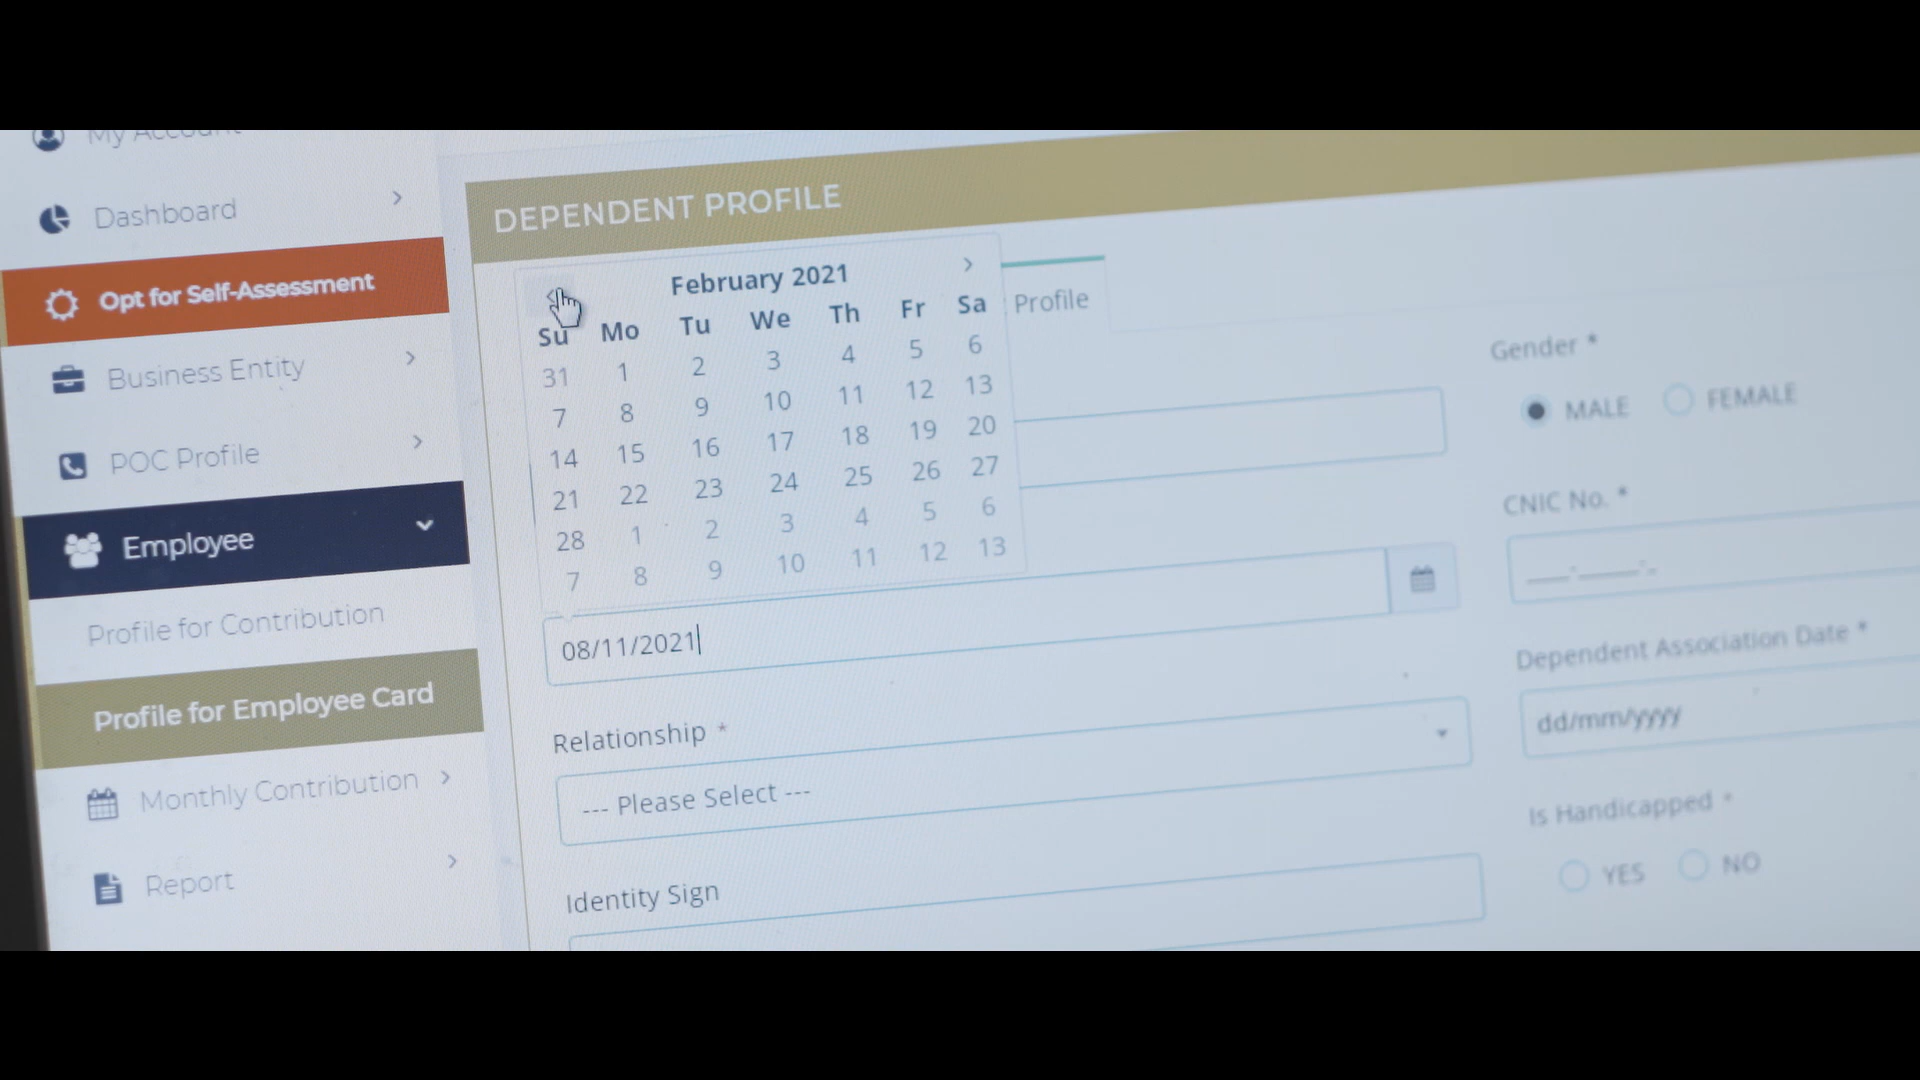 My Account
Dashboard
Opt for Self-Assessment
Business Entity
POC Profile
Employee
Profile for Contribution
Profile for Employee Card
Monthly Contribution
Report
DEPENDENT PROFILE
Profile
February 2021
Su Mo Tu We Th Fr Sa
31 1 2 3 4 5 6
7 8 9 10 11 12 13
14 15 16 17 18 19 20
21 22 23 24 25 26 27
28 1 2 3 4 5 6
7 8 9 10 11 12 13
08/11/2021
Relationship *
--- Please Select ---
Identity Sign
Gender *
MALE FEMALE
CNIC No. *
Dependent Association Date *
dd/mm/yyyy
Is Handicapped *
YES NO